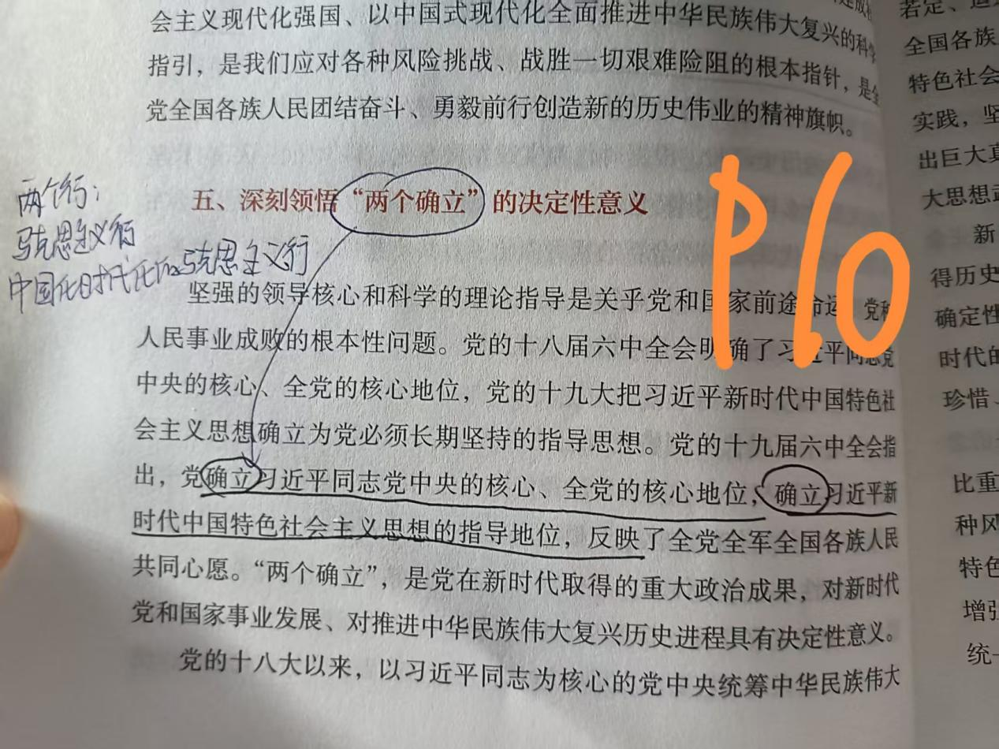 会主义现代化强国、以中国式现代化全面推进中华民族伟大复兴的科学
指引，是我们应对各种风险挑战、战胜一切艰难险阻的根本指针，是全
党全国各族人民团结奋斗、勇毅前行创造新的历史伟业的精神旗帜。
P10
两个行：
马克思主义行
中国化时代化的马克思主义行
五、深刻领悟“两个确立”的决定性意义
坚强的领导核心和科学的理论指导是关乎党和国家前途命运、党和
人民事业成败的根本性问题。党的十八届六中全会明确了习近平同志党
中央的核心、全党的核心地位，党的十九大把习近平新时代中国特色社
会主义思想确立为党必须长期坚持的指导思想。党的十九届六中全会指
出，党确立习近平同志党中央的核心、全党的核心地位，确立习近平新
时代中国特色社会主义思想的指导地位，反映了全党全军全国各族人民
共同心愿。“两个确立”，是党在新时代取得的重大政治成果，对新时代
党和国家事业发展、对推进中华民族伟大复兴历史进程具有决定性意义。
党的十八大以来，以习近平同志为核心的党中央统筹中华民族伟大
若定、
全国各族
特色社会
实践，坚
出巨大真
大思想武
新
得历史
确定性
时代的
珍惜、
比重
种风
特色
增强
统一